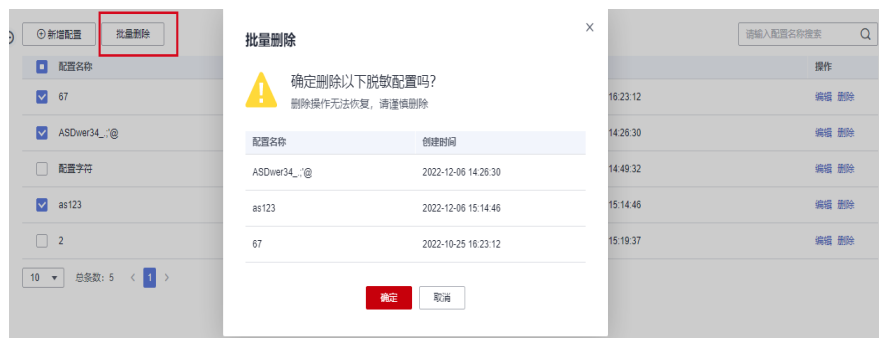 新增配置 批量删除 请输入配置名称搜索
配置名称 操作
67 16:23:12 编辑 删除
ASDwer34_.:'@ 14:26:30 编辑 删除
配置字符 14:49:32 编辑 删除
as123 15:14:46 编辑 删除
2 15:19:37 编辑 删除
10 总条数: 5 < 1 >
批量删除
确定删除以下脱敏配置吗?
删除操作无法恢复，请谨慎删除
配置名称 创建时间
ASDwer34_.:'@ 2022-12-06 14:26:30
as123 2022-12-06 15:14:46
67 2022-10-25 16:23:12
确定 取消